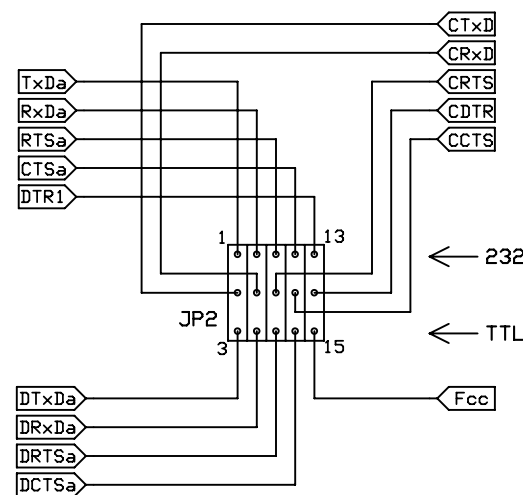 CTxD
CRxD
TxDa CRTS
RxDa CDTR
RTSa CCTS
CTSa
DTR1
1 13
232
JP2
TTL
3 15
DTxDa Fcc
DRxDa
DRTSa
DCTSa